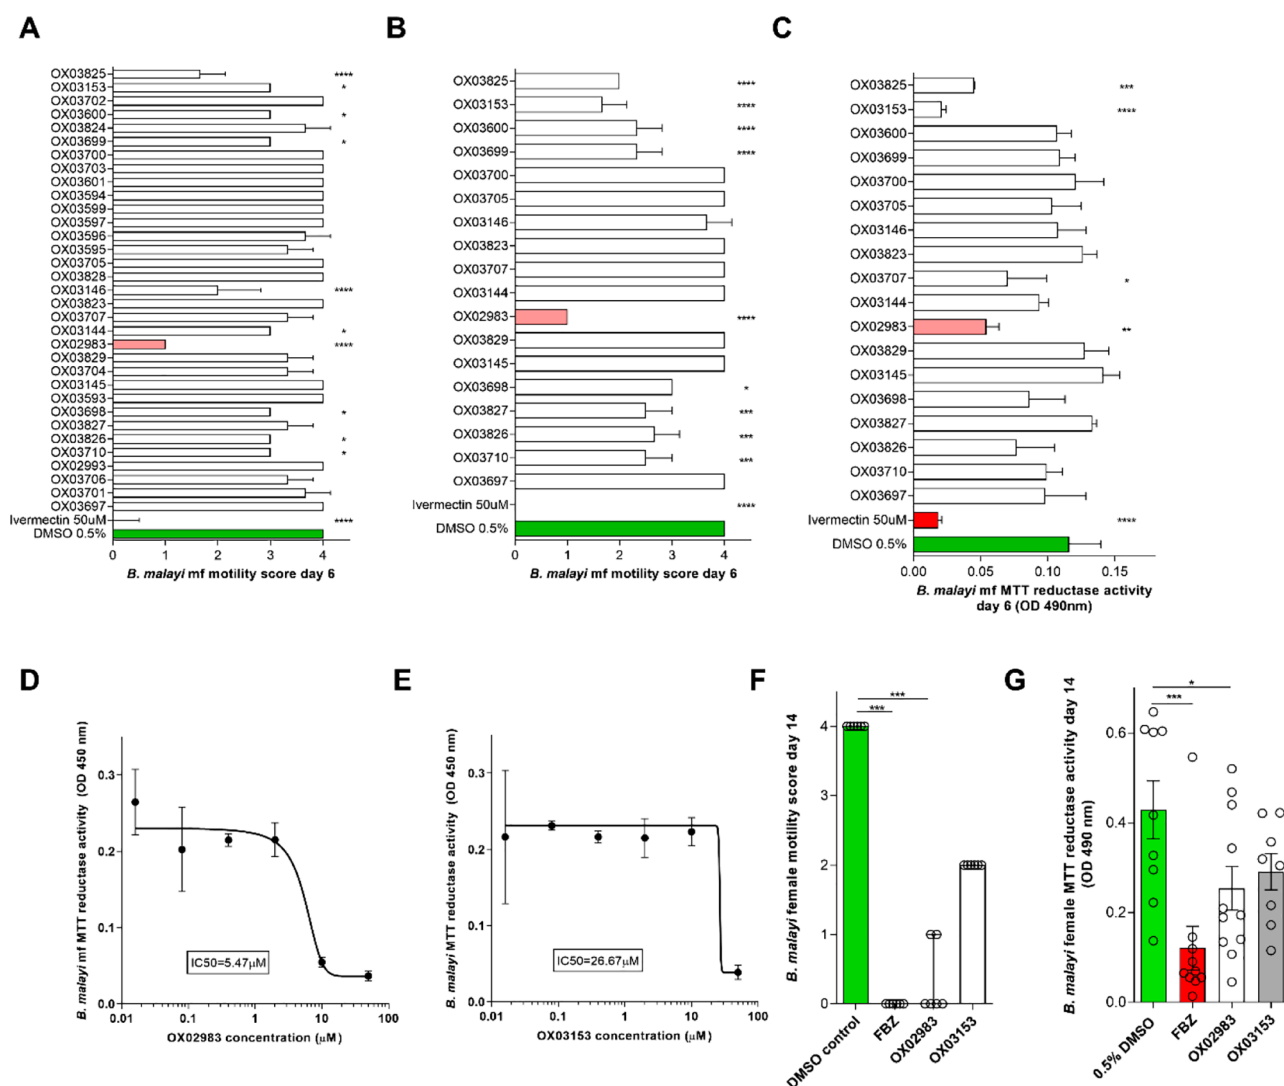 A
OX03825 ****
OX03153 *
OX03702
OX03600 *
OX03824
OX03699 *
OX03700
OX03703
OX03601
OX03594
OX03599
OX03597
OX03596
OX03595
OX03705
OX03828
OX03146 ****
OX03823
OX03707
OX03144 *
OX02983 ****
OX03829
OX03704
OX03145
OX03593
OX03698 *
OX03827
OX03826 *
OX03710 *
OX02993
OX03706
OX03701
OX03697
Ivermectin 50uM ****
DMSO 0.5%
0 1 2 3 4
B. malayi mf motility score day 6
B
OX03825 ****
OX03153 ****
OX03600 ****
OX03699 ****
OX03700
OX03705
OX03146
OX03823
OX03707
OX03144
OX02983 ****
OX03829
OX03145
OX03698 *
OX03827 ***
OX03826 ***
OX03710 ***
OX03697
Ivermectin 50uM ****
DMSO 0.5%
0 1 2 3 4
B. malayi mf motility score day 6
C
OX03825 ***
OX03153 ****
OX03600
OX03699
OX03700
OX03705
OX03146
OX03823
OX03707 *
OX03144
OX02983 **
OX03829
OX03145
OX03698
OX03827
OX03826
OX03710
OX03697
Ivermectin 50uM ****
DMSO 0.5%
0.00 0.05 0.10 0.15
B. malayi mf MTT reductase activity
day 6 (OD 490nm)
D
B. malayi mf MTT reductase activity (OD 450 nm)
0.3
0.2
0.1
0.0
IC50=5.47μM
0.01 0.1 1 10 100
OX02983 concentration (μM)
E
B. malayi MTT reductase activity (OD 450 nm)
0.3
0.2
0.1
0.0
IC50=26.67μM
0.01 0.1 1 10 100
OX03153 concentration (μM)
F
B. malayi female motility score day 14
***
***
4
3
2
1
0
DMSO control
FBZ
OX02983
OX03153
G
B. malayi female MTT reductase activity day 14
(OD 490 nm)
*
***
0.6
0.4
0.2
0.0
0.5% DMSO
FBZ
OX02983
OX03153